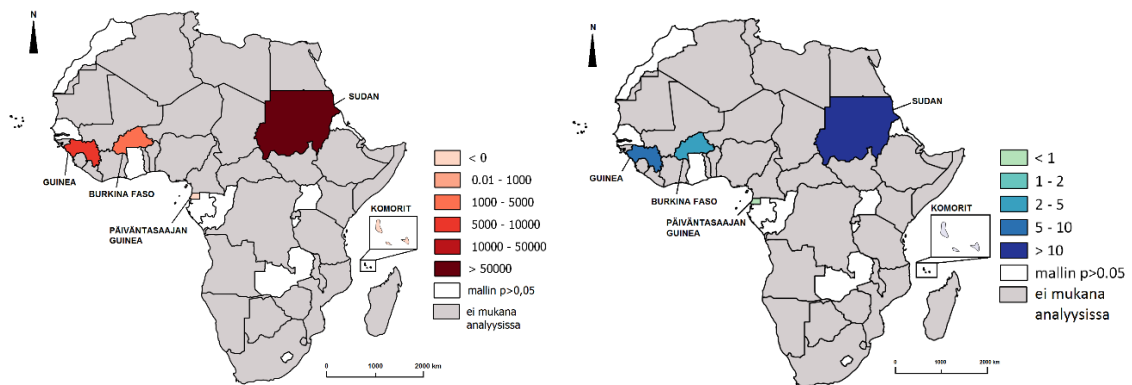 N
SUDAN
GUINEA
BURKINA FASO
PÄIVÄNTASAAJAN
GUINEA
KOMORIT
< 0
0.01 - 1000
1000 - 5000
5000 - 10000
10000 - 50000
> 50000
mallin p>0,05
ei mukana
analyysissa
0
1000
2000 km
N
SUDAN
GUINEA
BURKINA FASO
PÄIVÄNTASAAJAN
GUINEA
KOMORIT
< 1
1 - 2
2 - 5
5 - 10
> 10
mallin p>0.05
ei mukana
analyysissa
0
1000
2000 km